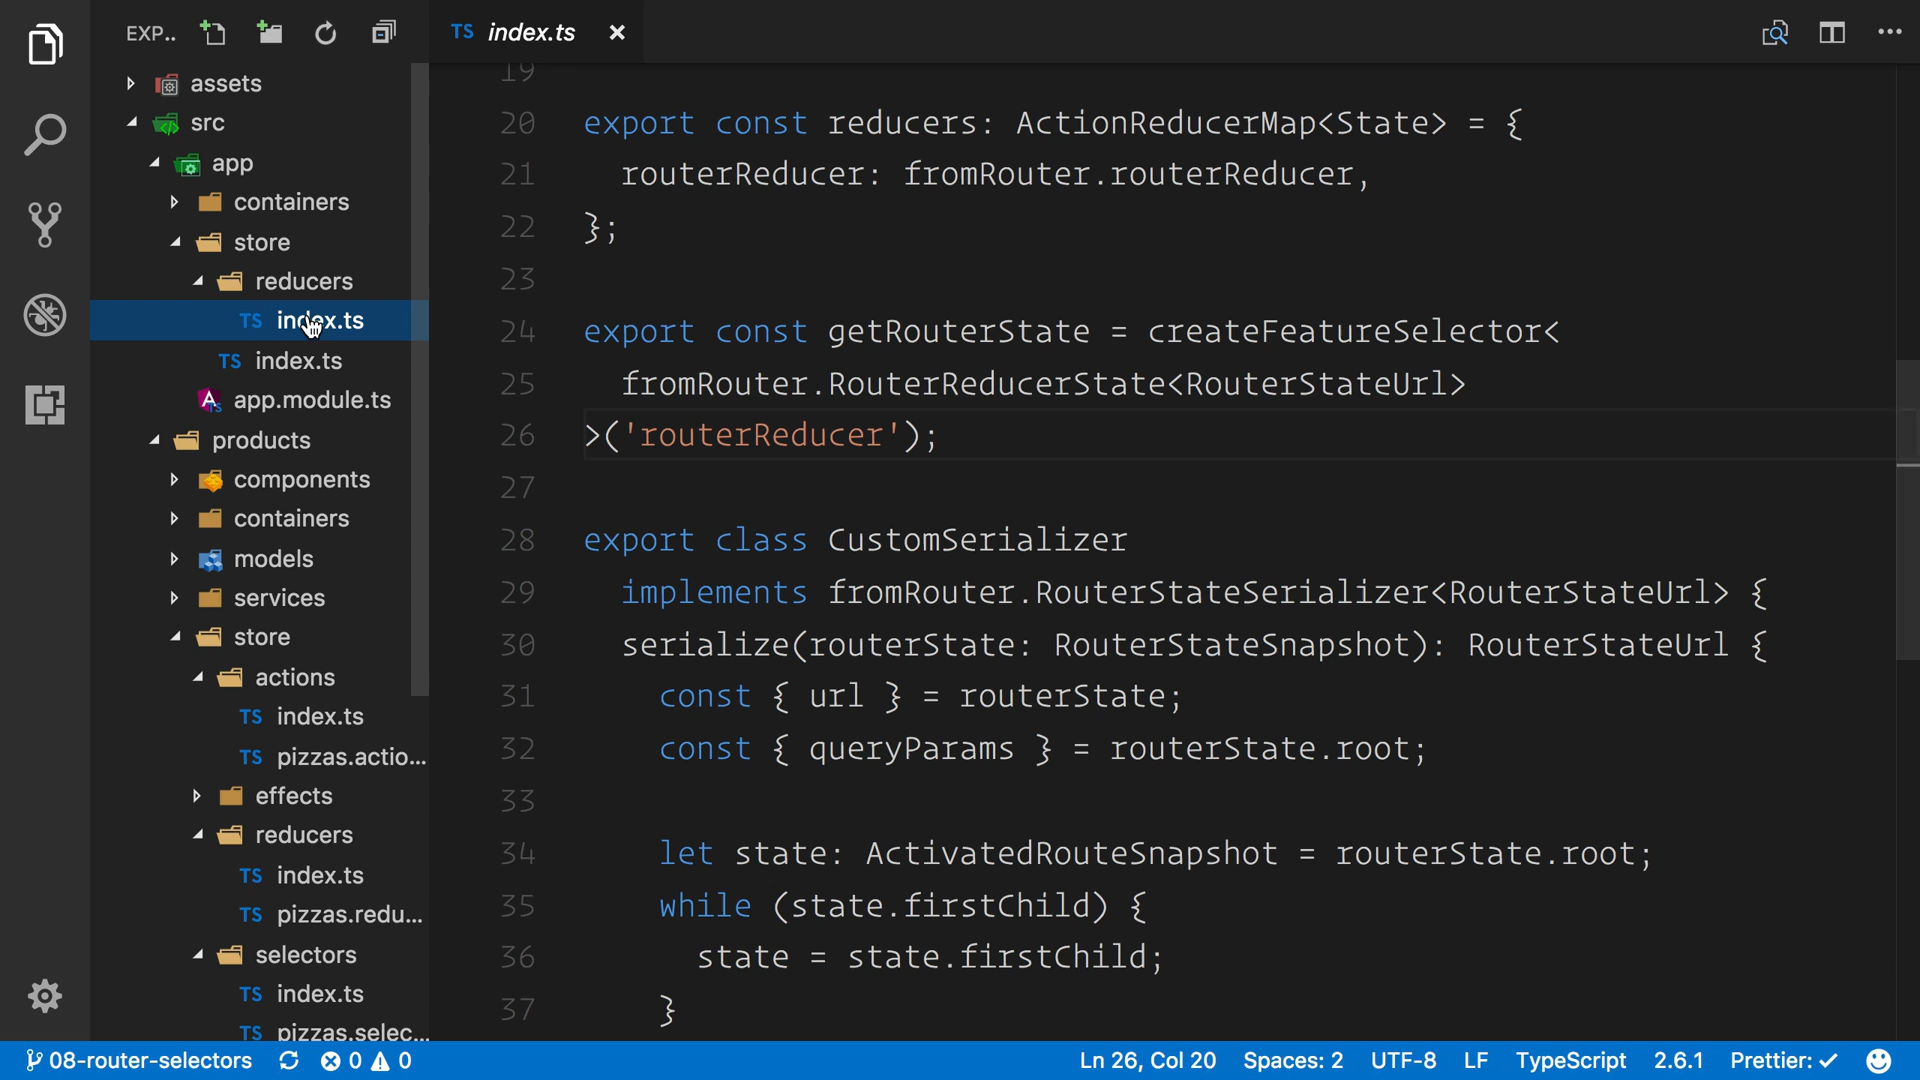 EXP..
TS index.ts
assets
src
app
containers
store
reducers
TS index.ts
TS index.ts
app.module.ts
products
components
containers
models
services
store
actions
TS index.ts
TS pizzas.actio...
effects
reducers
TS index.ts
TS pizzas.redu...
selectors
TS index.ts
TS pizzas.selec...
19
20 export const reducers: ActionReducerMap<State> = {
21 routerReducer: fromRouter.routerReducer,
22 };
23
24 export const getRouterState = createFeatureSelector<
25 fromRouter.RouterReducerState<RouterStateUrl>
26 >('routerReducer');
27
28 export class CustomSerializer
29 implements fromRouter.RouterStateSerializer<RouterStateUrl> {
30 serialize(routerState: RouterStateSnapshot): RouterStateUrl {
31 const { url } = routerState;
32 const { queryParams } = routerState.root;
33
34 let state: ActivatedRouteSnapshot = routerState.root;
35 while (state.firstChild) {
36 state = state.firstChild;
37 }
08-router-selectors 0 0 Ln 26, Col 20 Spaces: 2 UTF-8 LF TypeScript 2.6.1 Prettier: ✓